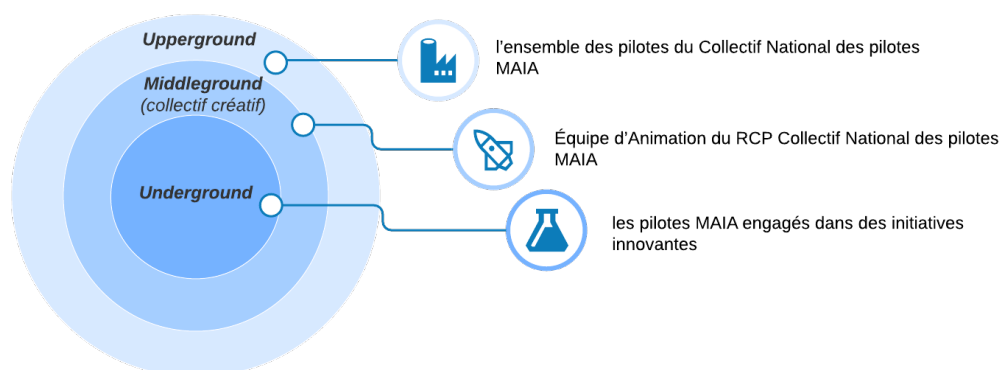 Upperground
l'ensemble des pilotes du Collectif National des pilotes
MAIA
Middleground
(collectif créatif)
Équipe d'Animation du RCP Collectif National des pilotes
MAIA
Underground
les pilotes MAIA engagés dans des initiatives
innovantes